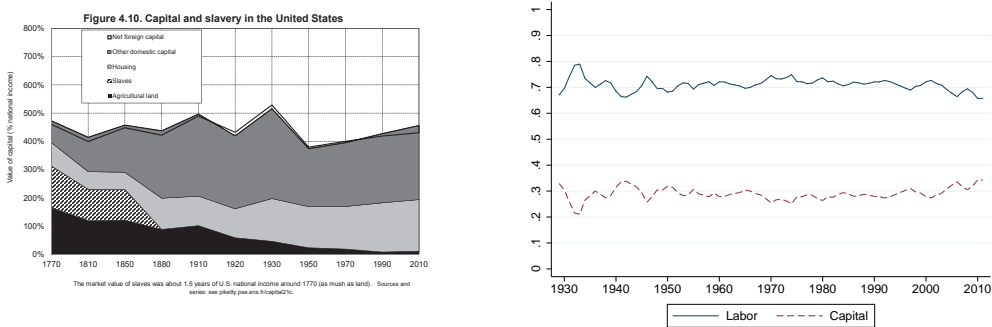 Figure 4.10. Capital and slavery in the United States
800%
700%
600%
500%
400%
300%
200%
100%
0%
Value of capital (% national income)
Net foreign capital
Other domestic capital
Housing
Slaves
Agricultural land
1770 1810 1850 1880 1910 1920 1930 1950 1970 1990 2010
The market value of slaves was about 1.5 years of U.S. national income around 1770 (as mush as land). Sources and
series: see piketty.pse.ens.fr/capital21c.
1
.9
.8
.7
.6
.5
.4
.3
.2
.1
0
1930 1940 1950 1960 1970 1980 1990 2000 2010
Labor Capital